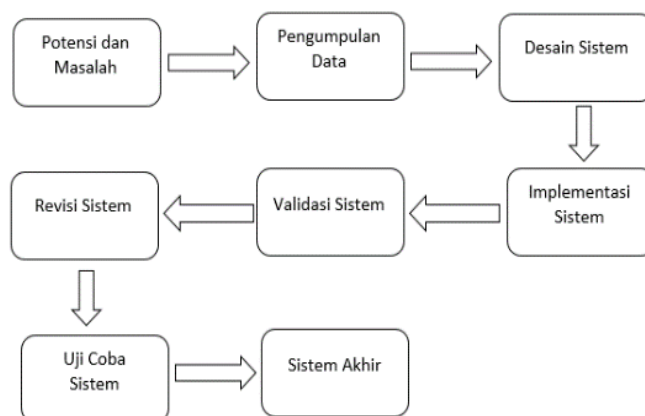 Potensi dan
Masalah
Pengumpulan
Data
Desain Sistem
Implementasi
Sistem
Validasi Sistem
Revisi Sistem
Uji Coba
Sistem
Sistem Akhir